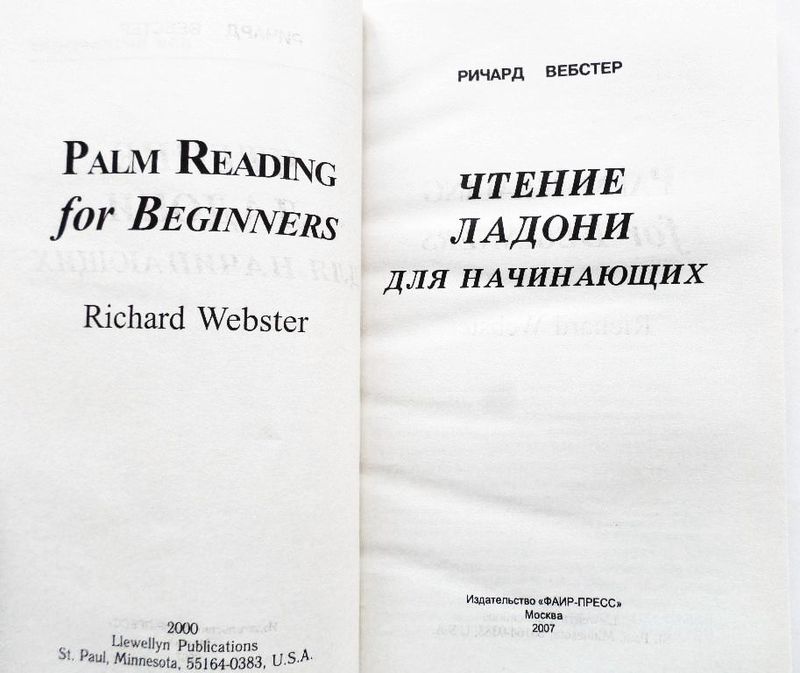 PALM READING
for BEGINNERS
Richard Webster
2000
Llewellyn Publications
St. Paul, Minnesota, 55164-0383, U.S.A.
РИЧАРД ВЕБСТЕР
ЧТЕНИЕ
ЛАДОНИ
ДЛЯ НАЧИНАЮЩИХ
Издательство «ФАИР-ПРЕСС»
Москва
2007